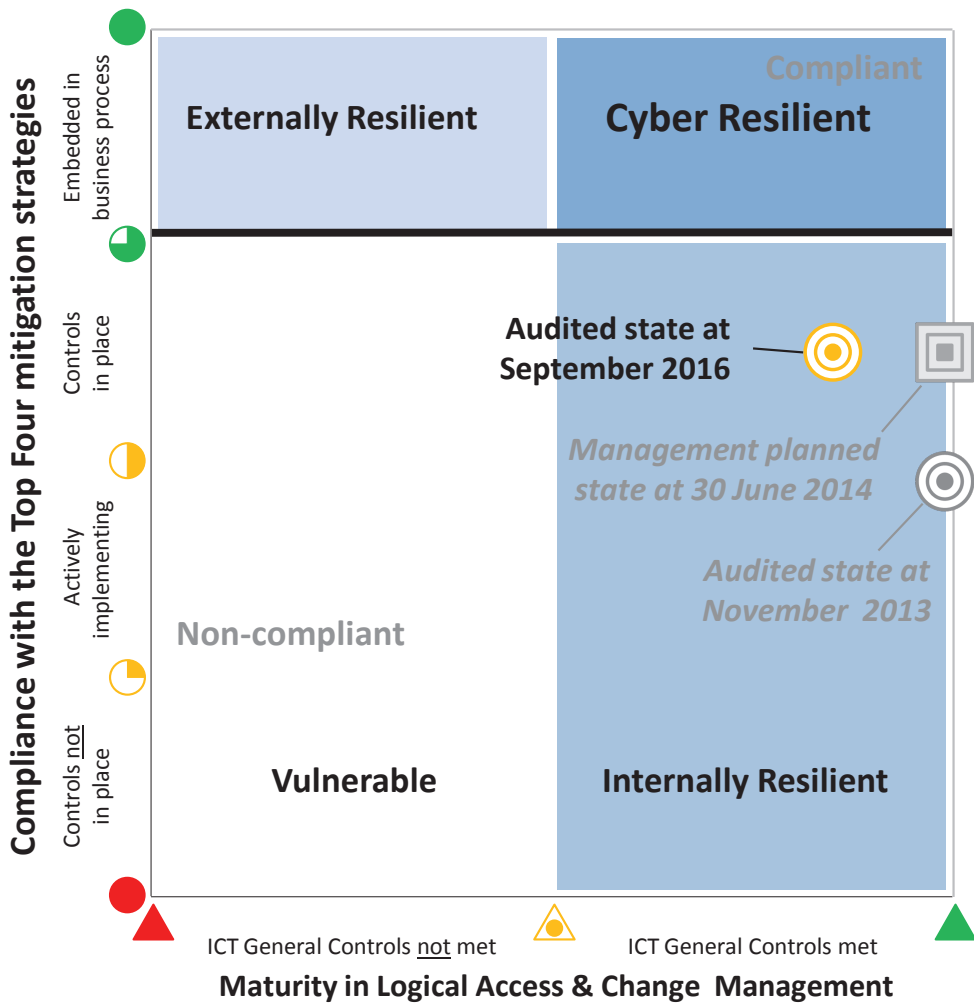 Compliance with the Top Four mitigation strategies
Embedded in
business process
Controls
in place
Actively
implementing
Controls not
in place
Compliant
Externally Resilient
Cyber Resilient
Audited state at
September 2016
Management planned
state at 30 June 2014
Audited state at
November 2013
Non-compliant
Vulnerable
Internally Resilient
ICT General Controls not met
ICT General Controls met
Maturity in Logical Access & Change Management